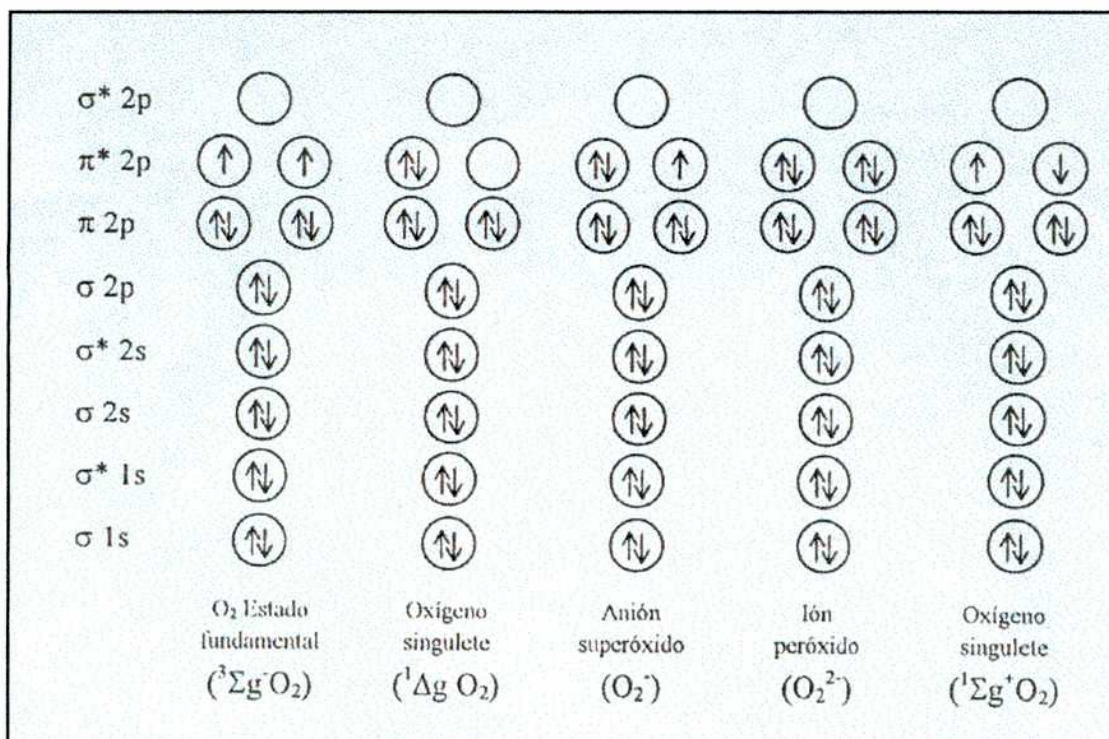 σ* 2p
π* 2p
π 2p
σ 2p
σ* 2s
σ 2s
σ* 1s
σ 1s
O₂ Estado
fundamental
(³Σg⁻O₂)
Oxígeno
singulete
(¹Δg O₂)
Anión
superóxido
(O₂⁻)
Ión
peróxido
(O₂²⁻)
Oxígeno
singulete
(¹Σg⁺O₂)